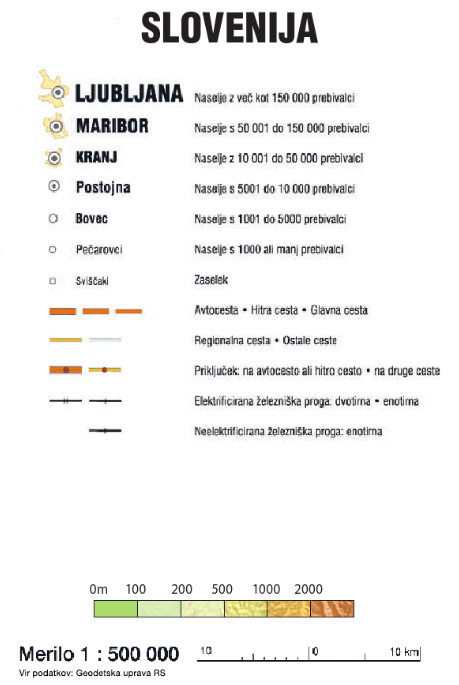 SLOVENIJA
LJUBLJANA Naselje z več kot 150 000 prebivalci
MARIBOR Naselje s 50 001 do 150 000 prebivalci
KRANJ Naselje z 10 001 do 50 000 prebivalci
Postojna Naselje s 5001 do 10 000 prebivalci
Bovec Naselje s 1001 do 5000 prebivalci
Pečarovci Naselje s 1000 ali manj prebivalci
Sviščaki Zaselek
Avtocesta • Hitra cesta • Glavna cesta
Regionalna cesta • Ostale ceste
Priključek: na avtocesto ali hitro cesto • na druge ceste
Elektrificirana železniška proga: dvotirna • enotirna
Neelektrificirana železniška proga: enotirna
0m 100 200 500 1000 2000
Merilo 1 : 500 000 10 0 10 km
Vir podatkov: Geodetska uprava RS